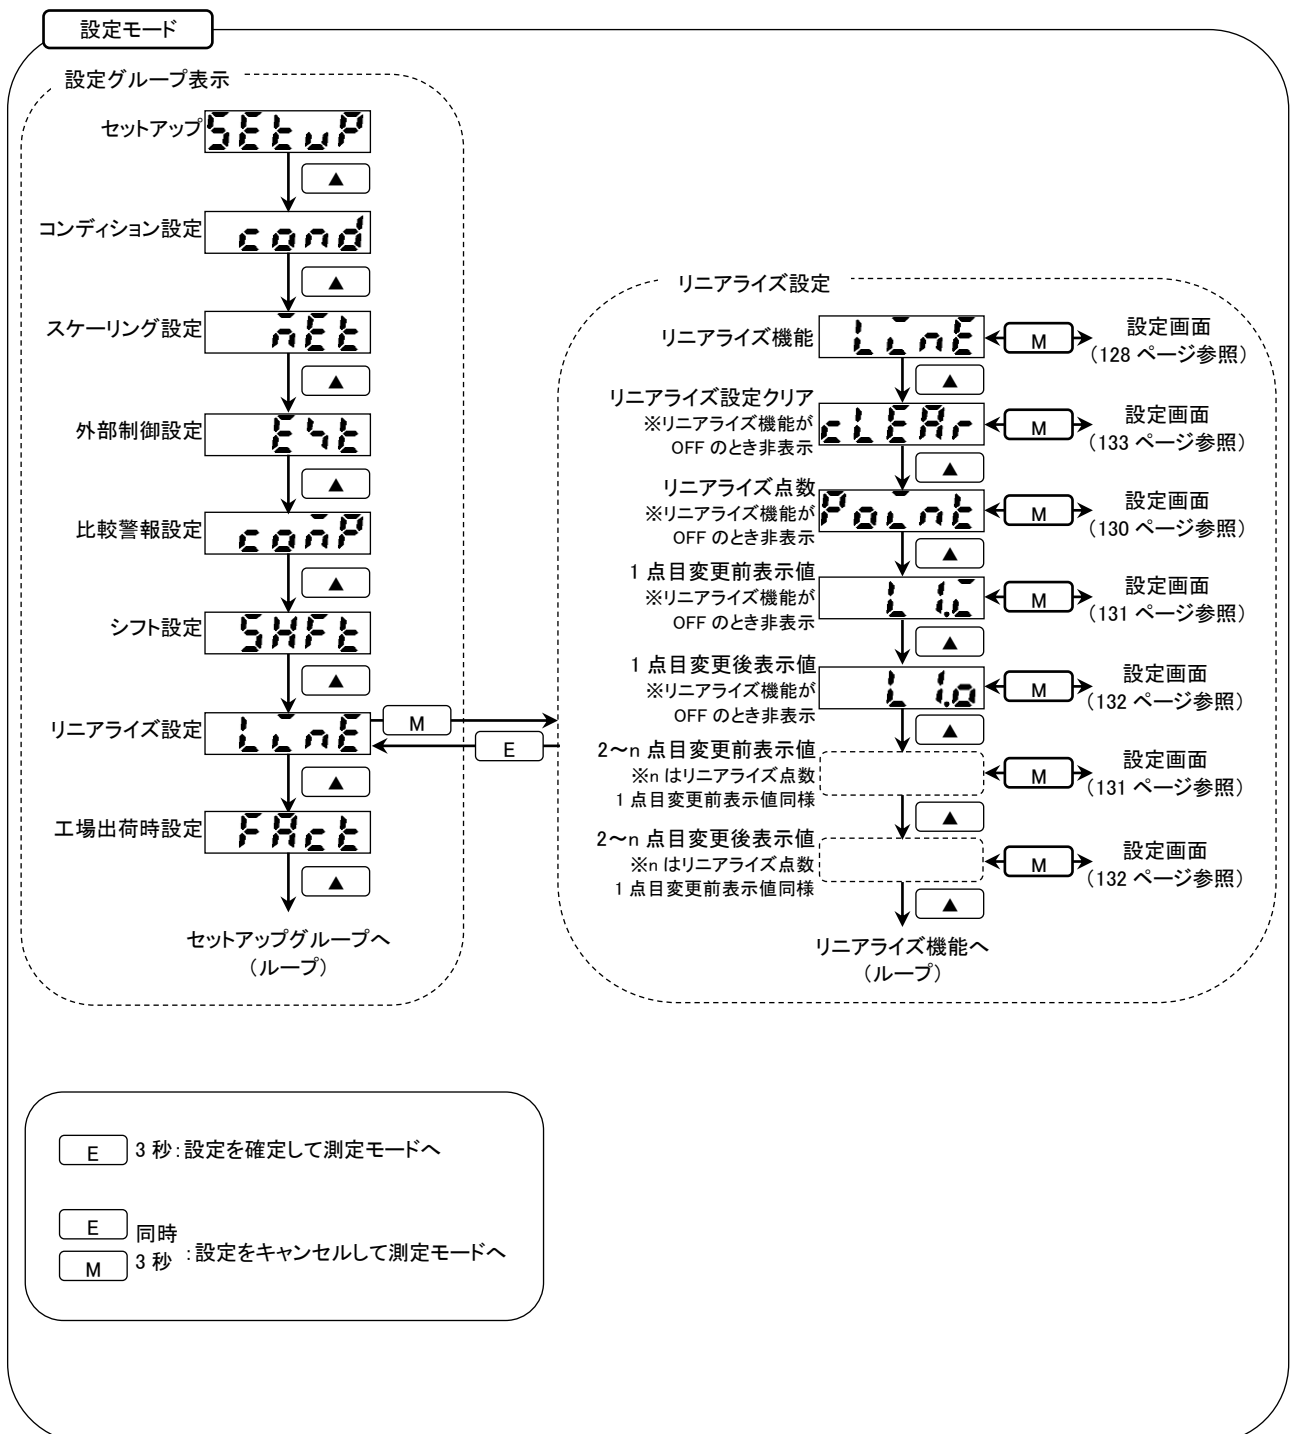 設定モード
設定グループ表示
セットアップ SEtuP
▲
コンディション設定 cond
▲
スケーリング設定 mEt
▲
外部制御設定 EXt
▲
比較警報設定 comP
▲
シフト設定 SHFt
▲
リニアライズ設定 LinE
M
E
▲
工場出荷時設定 FAct
▲
セットアップグループへ
(ループ)
リニアライズ設定
リニアライズ機能 LinE M 設定画面
(128 ページ参照)
▲
リニアライズ設定クリア
※リニアライズ機能が
OFF のとき非表示
cLEAr M 設定画面
(133 ページ参照)
▲
リニアライズ点数
※リニアライズ機能が
OFF のとき非表示
Point M 設定画面
(130 ページ参照)
▲
1 点目変更前表示値
※リニアライズ機能が
OFF のとき非表示
L 1.i M 設定画面
(131 ページ参照)
▲
1 点目変更後表示値
※リニアライズ機能が
OFF のとき非表示
L 1.o M 設定画面
(132 ページ参照)
▲
2～n 点目変更前表示値
※n はリニアライズ点数
1 点目変更前表示値同様
M 設定画面
(131 ページ参照)
▲
2～n 点目変更後表示値
※n はリニアライズ点数
1 点目変更前表示値同様
M 設定画面
(132 ページ参照)
▲
リニアライズ機能へ
(ループ)
E 3 秒：設定を確定して測定モードへ
E 同時
M 3 秒 ：設定をキャンセルして測定モードへ